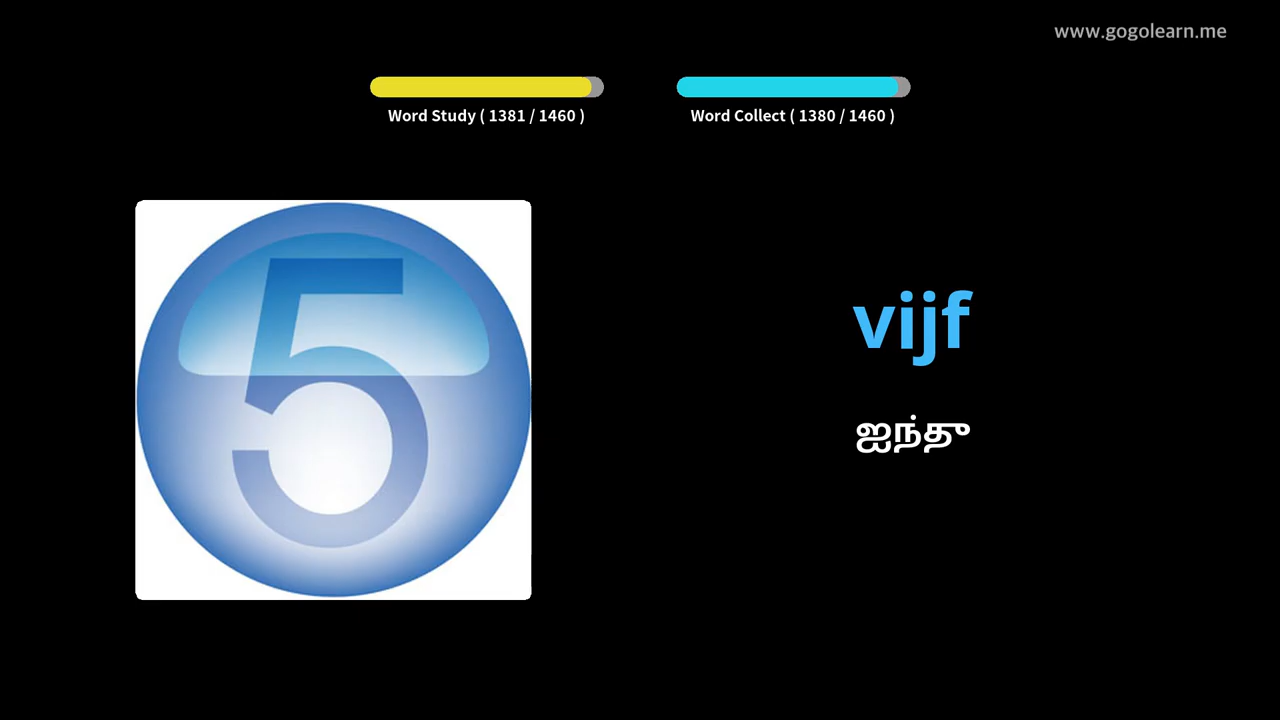 www.gogolearn.me
Word Study ( 1381 / 1460 )
Word Collect ( 1380 / 1460 )
5
vijf
ஐந்து